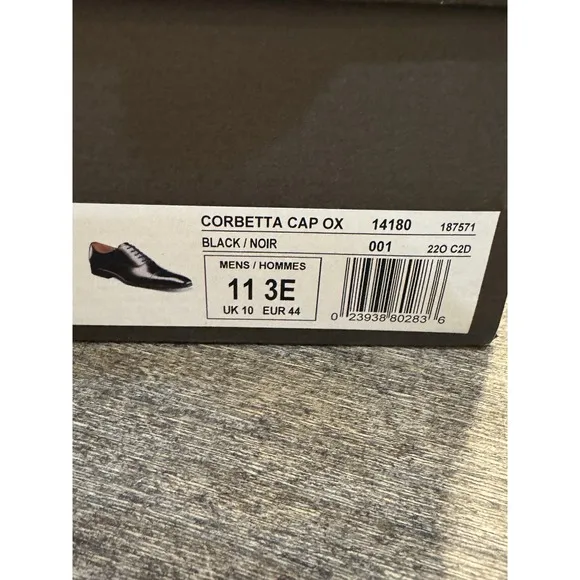 CORBETTA CAP OX 14180 187571
BLACK / NOIR 001 22O C2D
MENS / HOMMES
11 3E
UK 10 EUR 44
0 23938 80283 6